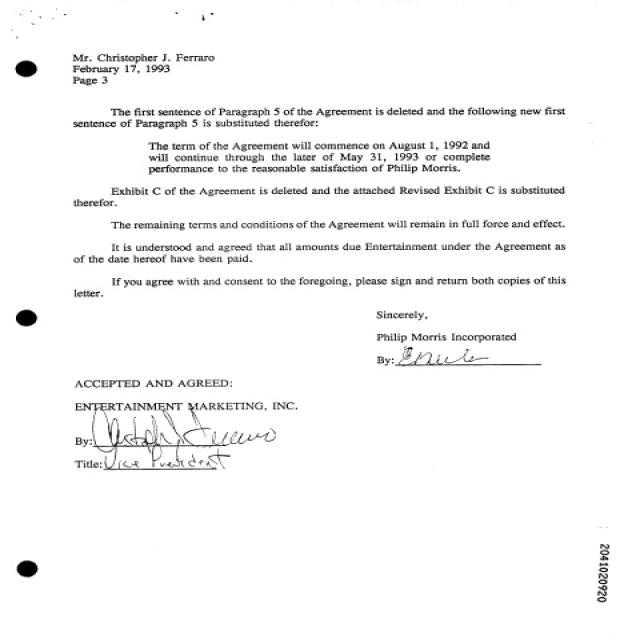 Mr. Christopher J. Ferraro
February 17, 1993
Page 3
The first sentence of Paragraph 5 of the Agreement is deleted and the following new first
sentence of Paragraph 5 is substituted therefor:
The term of the Agreement will commence on August 1, 1992 and
will continue through the later of May 31, 1993 or complete
performance to the reasonable satisfaction of Philip Morris.
Exhibit C of the Agreement is deleted and the attached Revised Exhibit C is substituted
therefor.
The remaining terms and conditions of the Agreement will remain in full force and effect.
It is understood and agreed that all amounts due Entertainment under the Agreement as
of the date hereof have been paid.
If you agree with and consent to the foregoing, please sign and return both copies of this
letter.
Sincerely,
Philip Morris Incorporated
By:
ACCEPTED AND AGREED:
ENTERTAINMENT MARKETING, INC.
By:
Title: Vice President
2041020920